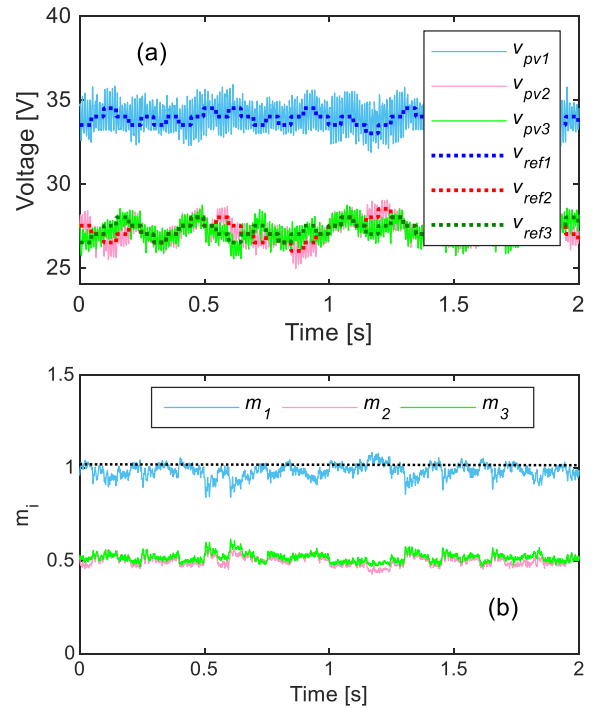 40
35
30
25
Voltage [V]
(a)
v_pv1
v_pv2
v_pv3
v_ref1
v_ref2
v_ref3
0 0.5 1 1.5 2
Time [s]
1.5
1
0.5
0
m_i
m_1 m_2 m_3
(b)
0 0.5 1 1.5 2
Time [s]